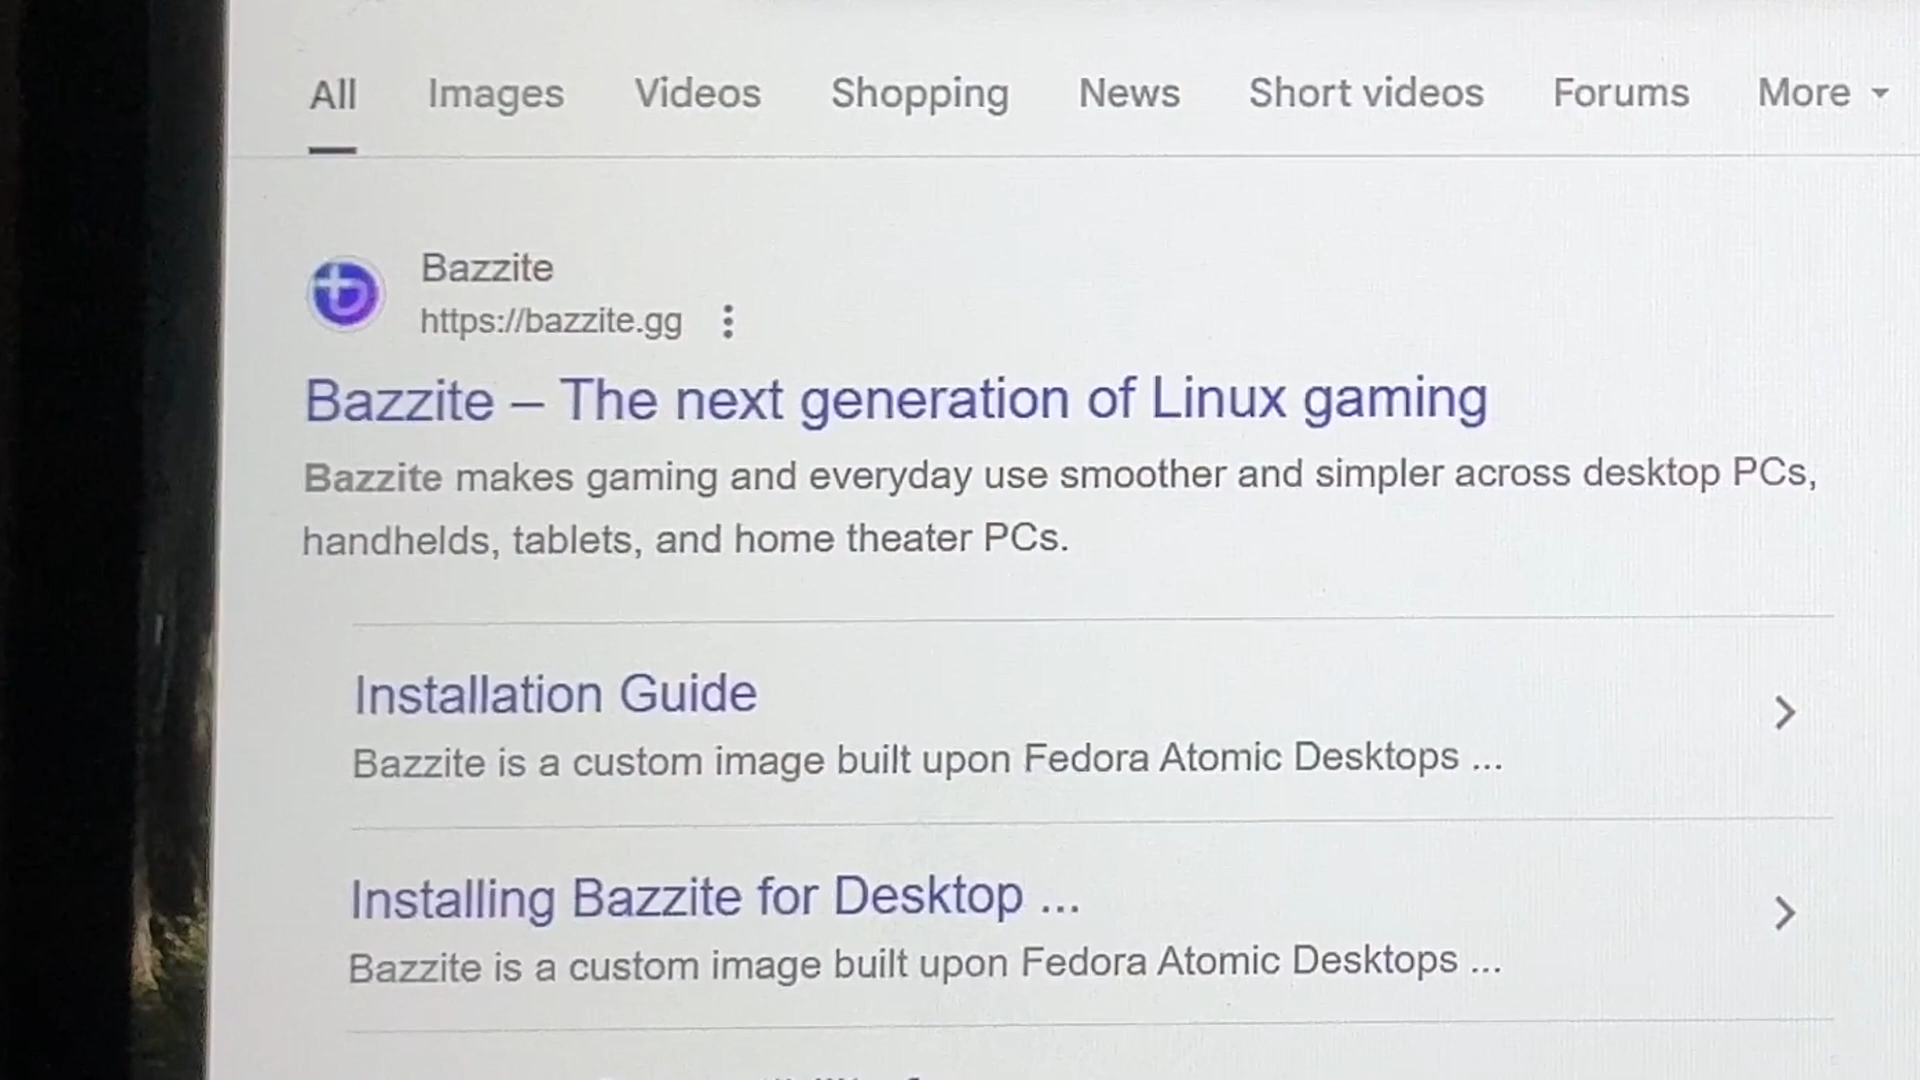 All Images Videos Shopping News Short videos Forums More
Bazzite
https://bazzite.gg
Bazzite – The next generation of Linux gaming
Bazzite makes gaming and everyday use smoother and simpler across desktop PCs,
handhelds, tablets, and home theater PCs.
Installation Guide
Bazzite is a custom image built upon Fedora Atomic Desktops ...
Installing Bazzite for Desktop ...
Bazzite is a custom image built upon Fedora Atomic Desktops ...